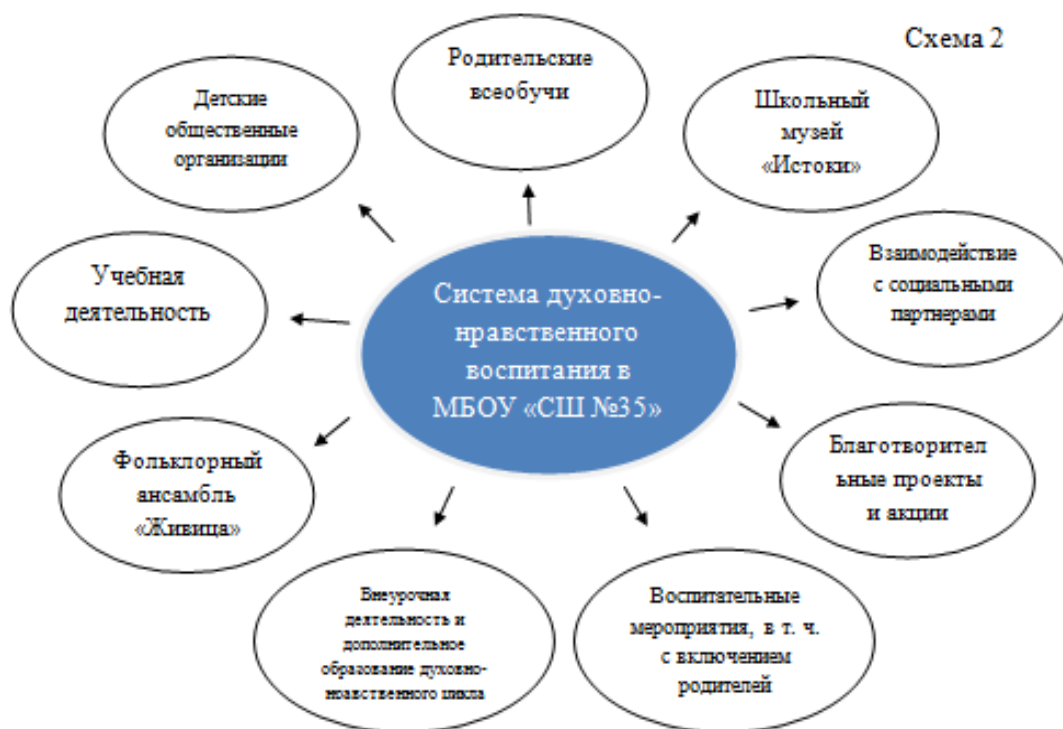 Схема 2
Родительские
всеобучи
Школьный
музей
«Истоки»
Взаимодействие
с социальными
партнерами
Благотворител
ьные проекты
и акции
Воспитательные
мероприятия, в т. ч.
с включением
родителей
Внеурочная
деятельность и
дополнительное
образование духовно-
ноавственного цикла
Фольклорный
ансамбль
«Живица»
Учебная
деятельность
Детские
общественные
организации
Система духовно-
нравственного
воспитания в
МБОУ «СШ №35»